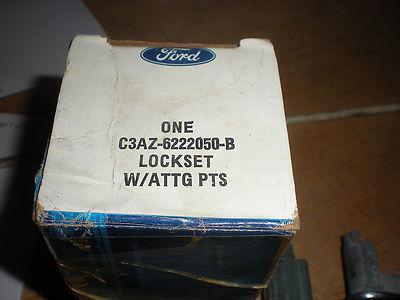 Ford
ONE
C3AZ-6222050-B
LOCKSET
W/ATTG PTS